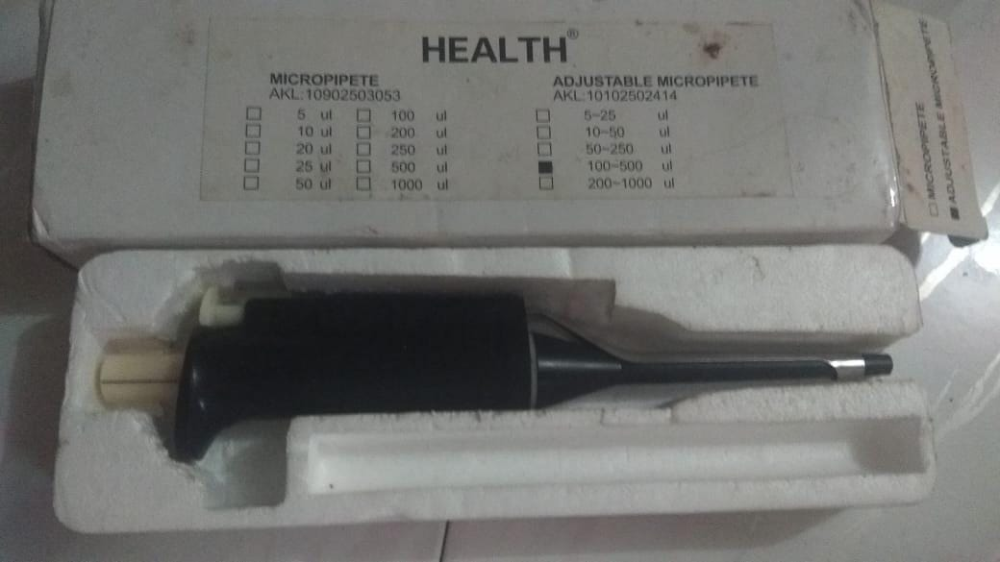 HEALTH®
MICROPIPETE
AKL:10902503053
5 ul
100 ul
10 ul
200 ul
20 ul
250 ul
25 ul
500 ul
50 ul
1000 ul
ADJUSTABLE MICROPIPETE
AKL:10102502414
5~25 ul
10~50 ul
50~250 ul
100~500 ul
200~1000 ul
MICROPIPETE
ADJUSTABLE MICROPIPETE